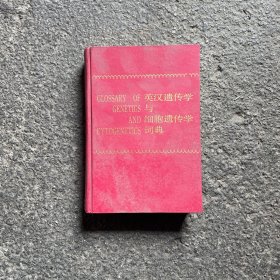 GLOSSARY OF 英汉遗传学
GENETICS 与
AND 细胞遗传学
CYTOGENETICS 词典